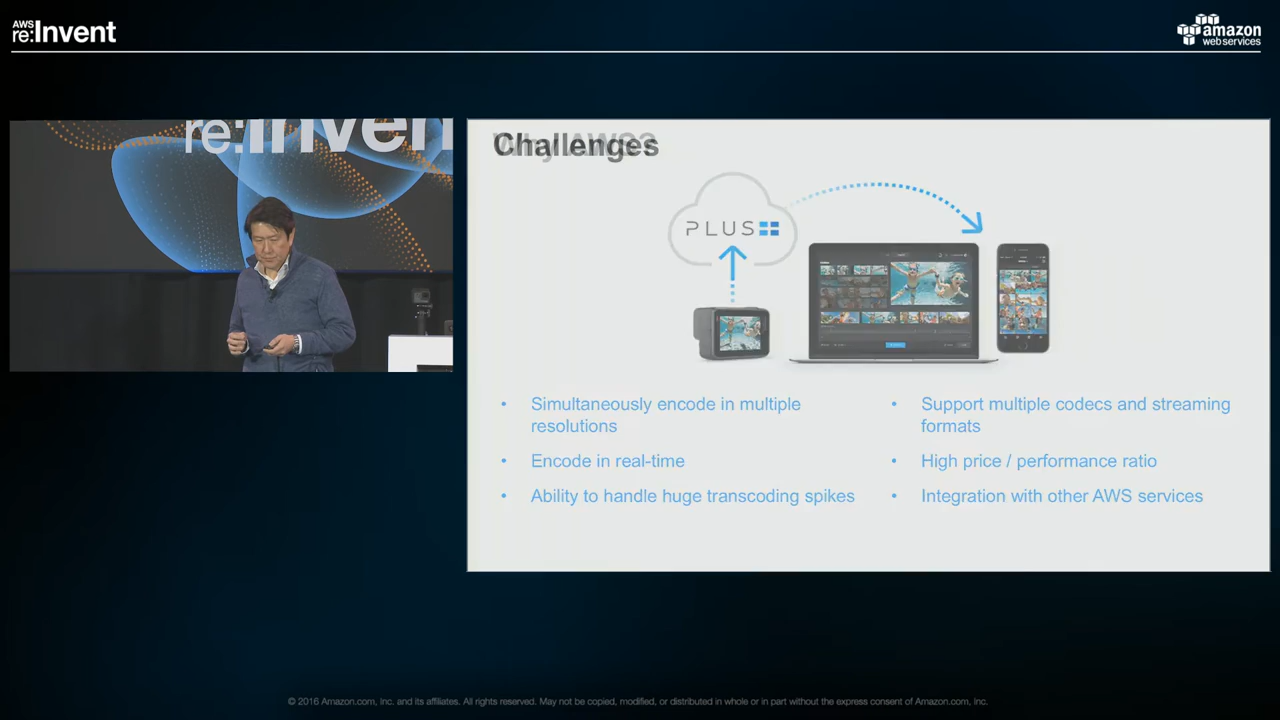 AWS
re:Invent
amazon
web services
re:Inven
Challenges
Why AWS?
PLUS
• Simultaneously encode in multiple
resolutions
• Encode in real-time
• Ability to handle huge transcoding spikes
• Support multiple codecs and streaming
formats
• High price / performance ratio
• Integration with other AWS services
© 2016 Amazon.com, Inc. and its affiliates. All rights reserved. May not be copied, modified, or distributed in whole or in part without the express consent of Amazon.com, Inc.